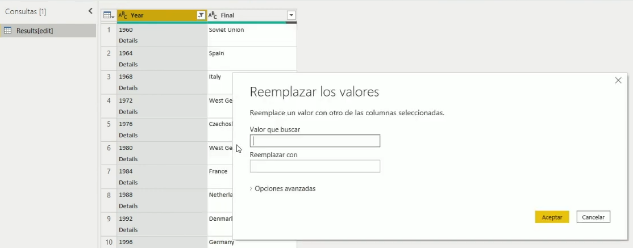 Consultas [1]
Results[edit]
Year Final
1 1960 Soviet Union
Details
2 1964 Spain
Details
3 1968 Italy
Details
4 1972 West Ge
Details
5 1976 Czechos
Details
6 1980 West Ge
Details
7 1984 France
Details
8 1988 Netherla
Details
9 1992 Denmark
Details
10 1996 Germany
Reemplazar los valores
Reemplace un valor con otro de las columnas seleccionadas.
Valor que buscar
Reemplazar con
Opciones avanzadas
Aceptar Cancelar